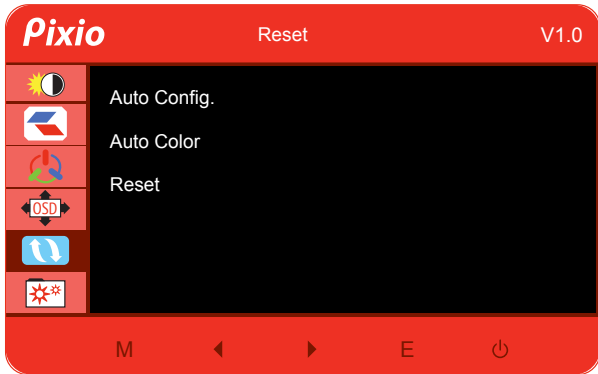 Pixio Reset V1.0
Auto Config.
Auto Color
Reset
OSD
M E